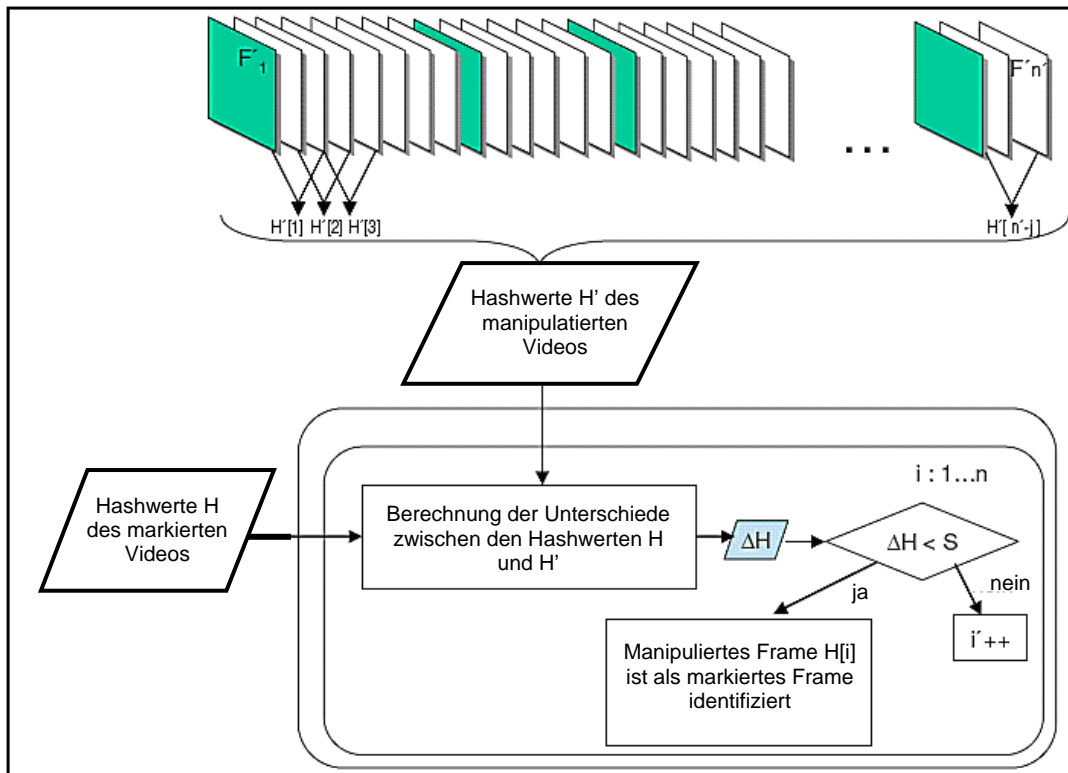 F´1
F´n´
...
H´[1] H´[2] H´[3]
H´[ n´-j ]
Hashwerte H' des
manipulatierten
Videos
i : 1...n
Hashwerte H
des markierten
Videos
Berechnung der Unterschiede
zwischen den Hashwerten H
und H'
ΔH
ΔH < S
ja
nein
i´++
Manipuliertes Frame H[i]
ist als markiertes Frame
identifiziert